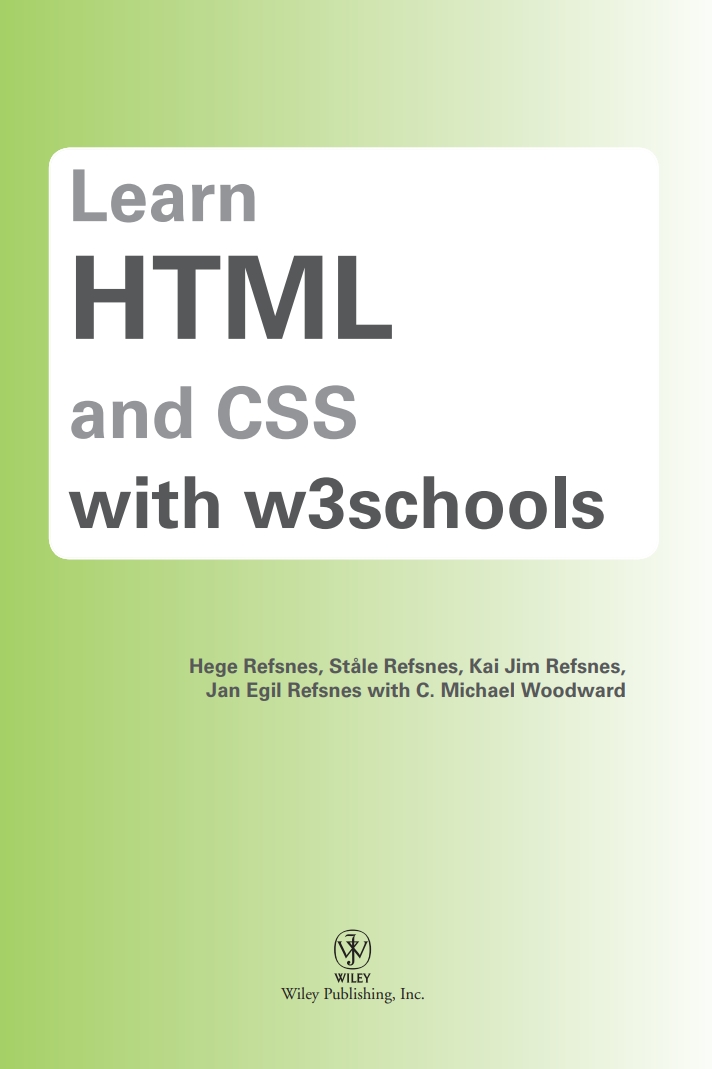 Learn
HTML
and CSS
with w3schools
Hege Refsnes, Ståle Refsnes, Kai Jim Refsnes,
Jan Egil Refsnes with C. Michael Woodward
WILEY
Wiley Publishing, Inc.